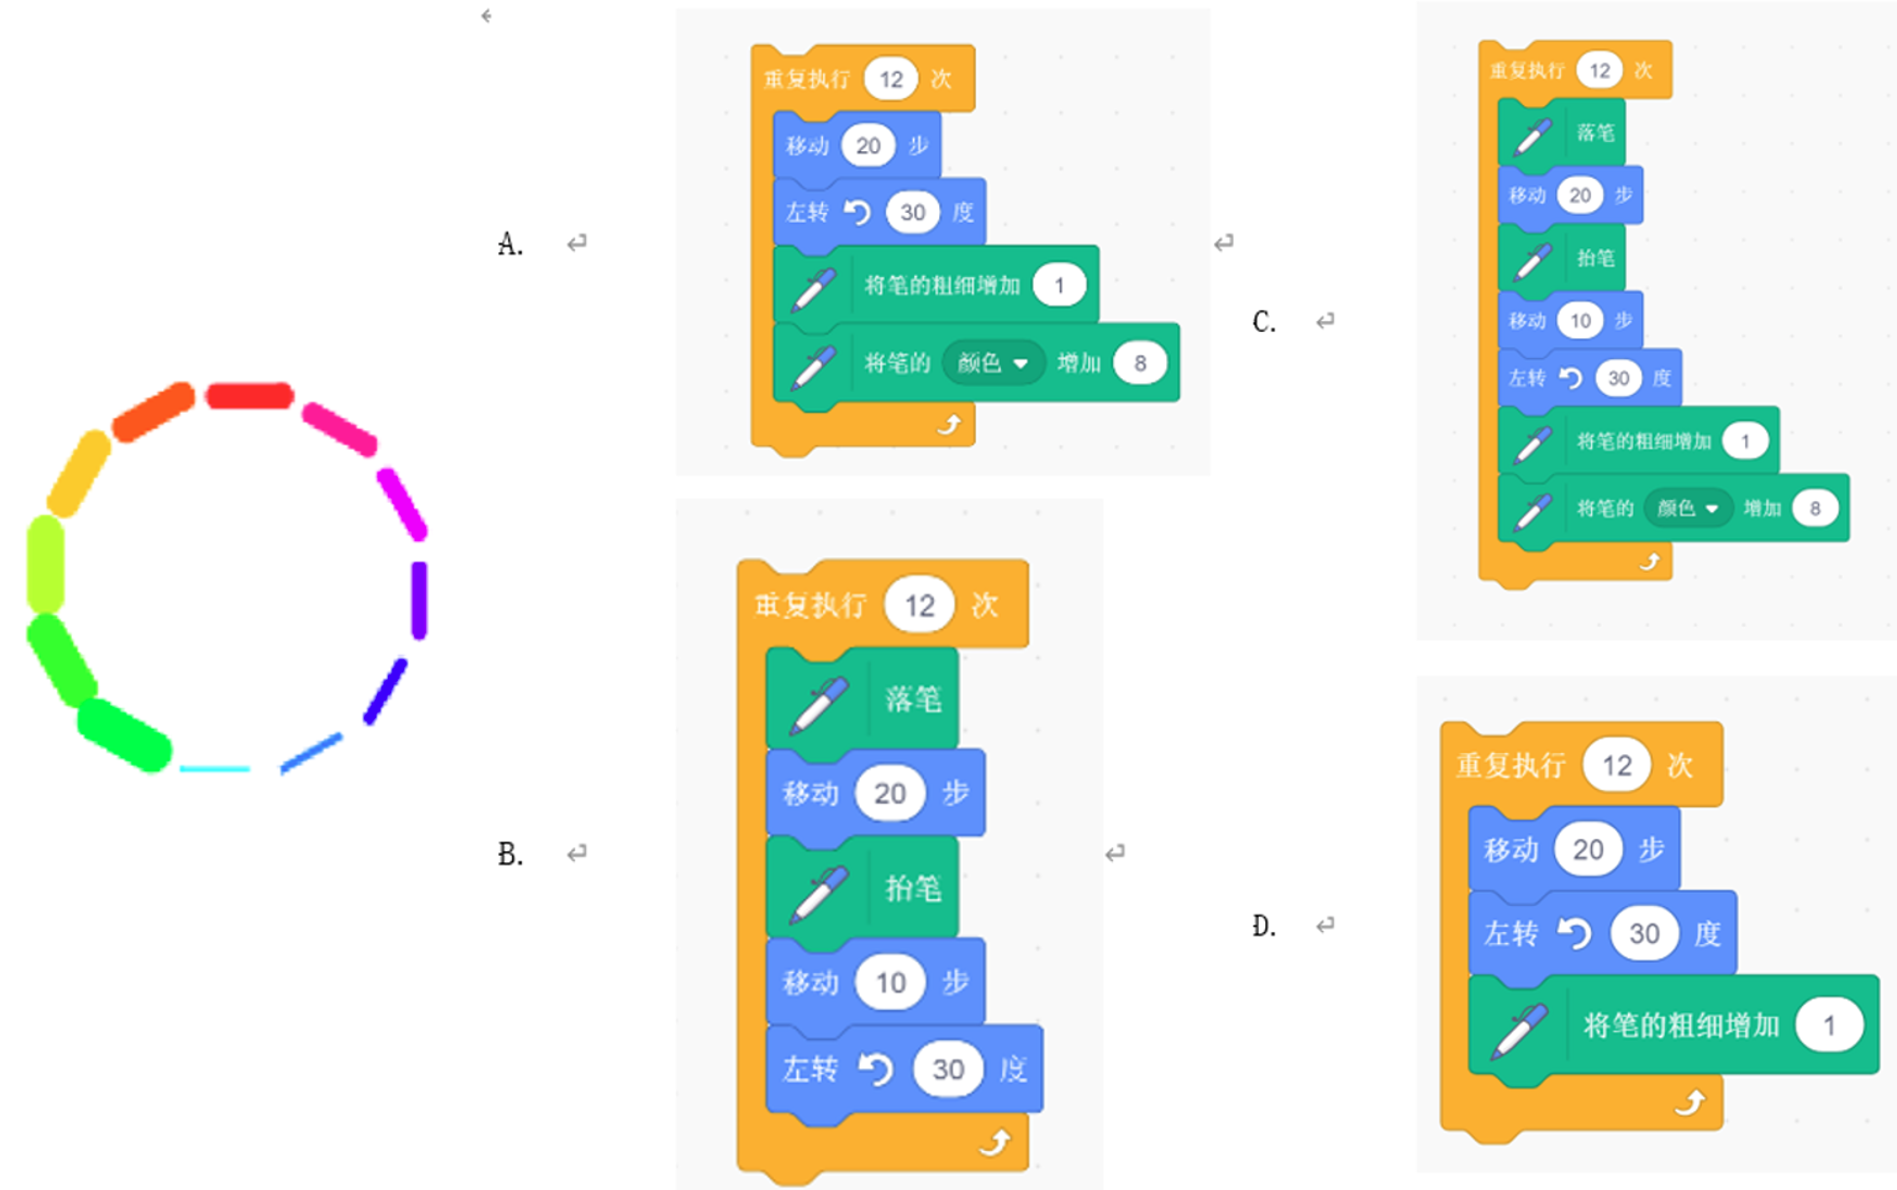 A.
重复执行 12 次
移动 20 步
左转 30 度
将笔的粗细增加 1
将笔的 颜色 增加 8
B.
重复执行 12 次
落笔
移动 20 步
抬笔
移动 10 步
左转 30 度
C.
重复执行 12 次
落笔
移动 20 步
抬笔
移动 10 步
左转 30 度
将笔的粗细增加 1
将笔的 颜色 增加 8
D.
重复执行 12 次
移动 20 步
左转 30 度
将笔的粗细增加 1